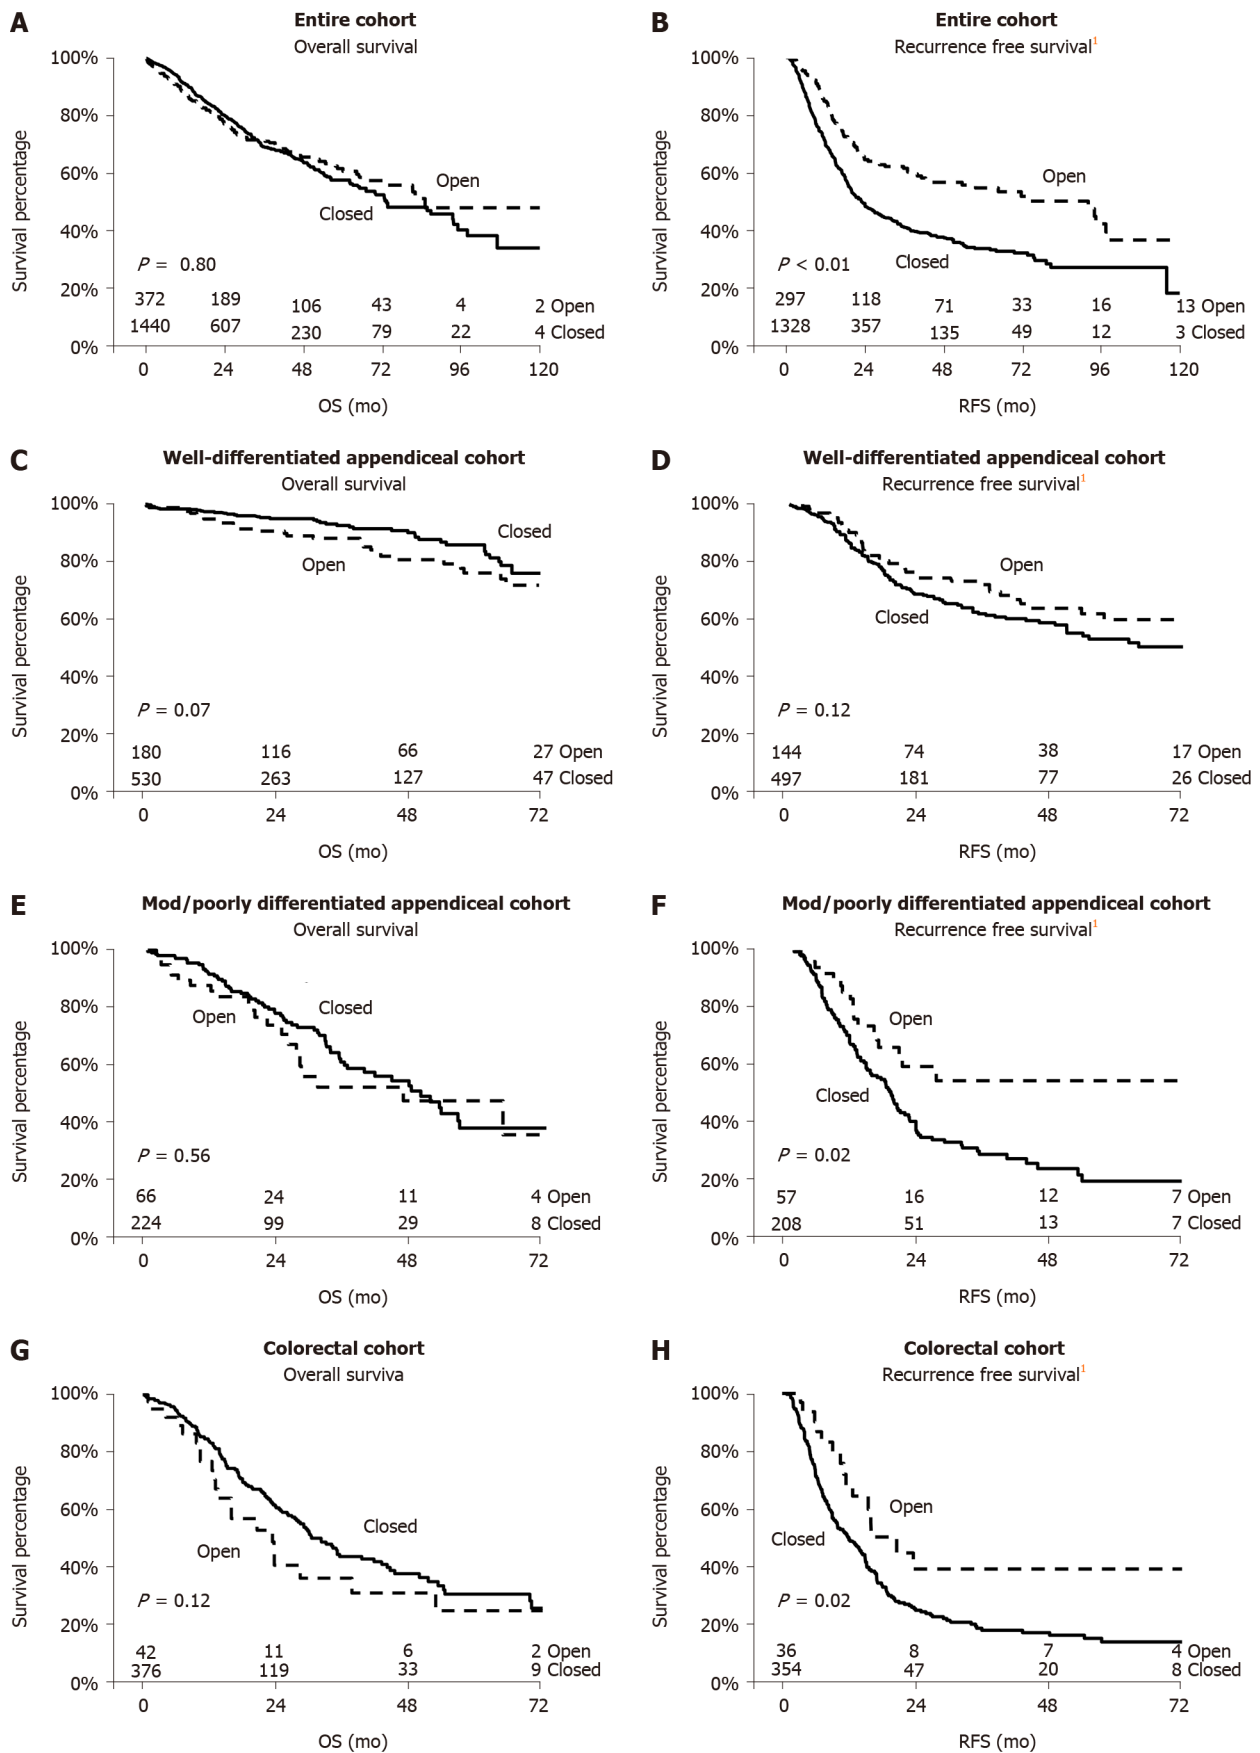 A
Entire cohort
Overall survival
100%
80%
60%
40%
20%
0%
Survival percentage
Open
Closed
P = 0.80
372 189 106 43 4 2 Open
1440 607 230 79 22 4 Closed
0 24 48 72 96 120
OS (mo)
B
Entire cohort
Recurrence free survival1
100%
80%
60%
40%
20%
0%
Survival percentage
Open
Closed
P < 0.01
297 118 71 33 16 13 Open
1328 357 135 49 12 3 Closed
0 24 48 72 96 120
RFS (mo)
C
Well-differentiated appendiceal cohort
Overall survival
100%
80%
60%
40%
20%
0%
Survival percentage
Closed
Open
P = 0.07
180 116 66 27 Open
530 263 127 47 Closed
0 24 48 72
OS (mo)
D
Well-differentiated appendiceal cohort
Recurrence free survival1
100%
80%
60%
40%
20%
0%
Survival percentage
Open
Closed
P = 0.12
144 74 38 17 Open
497 181 77 26 Closed
0 24 48 72
RFS (mo)
E
Mod/poorly differentiated appendiceal cohort
Overall survival
100%
80%
60%
40%
20%
0%
Survival percentage
Closed
Open
P = 0.56
66 24 11 4 Open
224 99 29 8 Closed
0 24 48 72
OS (mo)
F
Mod/poorly differentiated appendiceal cohort
Recurrence free survival1
100%
80%
60%
40%
20%
0%
Survival percentage
Open
Closed
P = 0.02
57 16 12 7 Open
208 51 13 7 Closed
0 24 48 72
RFS (mo)
G
Colorectal cohort
Overall surviva
100%
80%
60%
40%
20%
0%
Survival percentage
Closed
Open
P = 0.12
42 11 6 2 Open
376 119 33 9 Closed
0 24 48 72
OS (mo)
H
Colorectal cohort
Recurrence free survival1
100%
80%
60%
40%
20%
0%
Survival percentage
Open
Closed
P = 0.02
36 8 7 4 Open
354 47 20 8 Closed
0 24 48 72
RFS (mo)